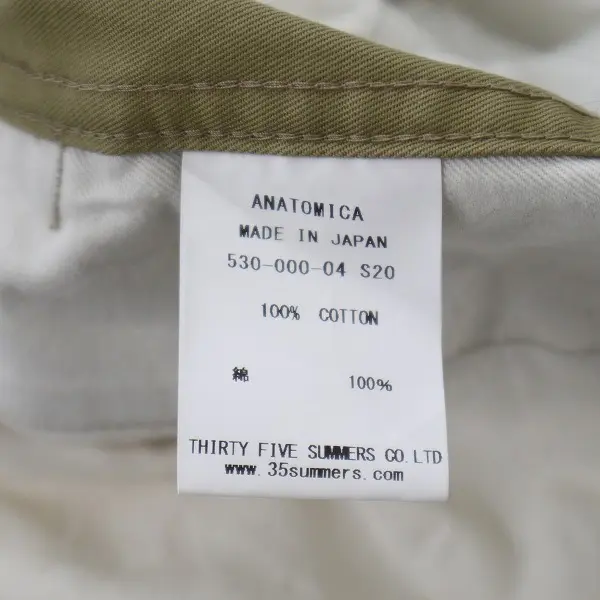 ANATOMICA
MADE IN JAPAN
530-000-04 S20
100% COTTON
綿 100%
THIRTY FIVE SUMMERS CO.LTD
www.35summers.com